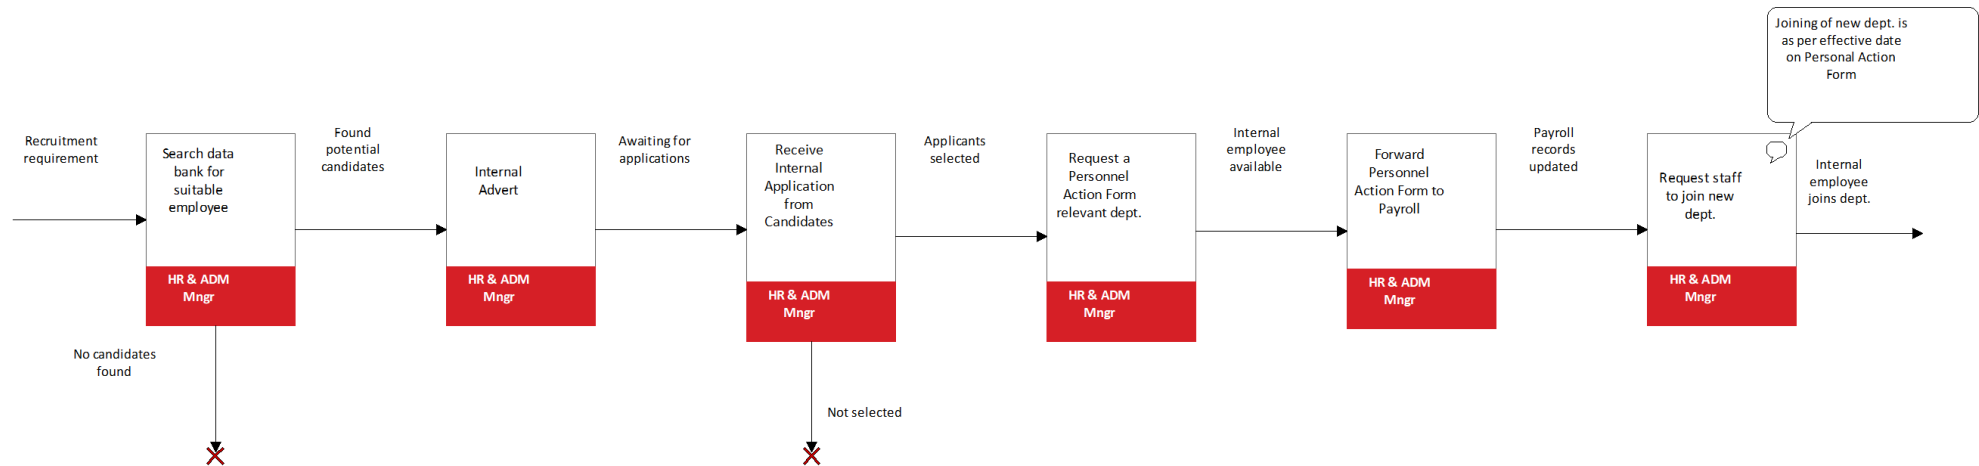 Recruitment
requirement
Search data
bank for
suitable
employee
HR & ADM
Mngr
No candidates
found
Found
potential
candidates
Internal
Advert
HR & ADM
Mngr
Awaiting for
applications
Receive
Internal
Application
from
Candidates
HR & ADM
Mngr
Not selected
Applicants
selected
Request a
Personnel
Action Form
relevant dept.
HR & ADM
Mngr
Internal
employee
available
Forward
Personnel
Action Form to
Payroll
HR & ADM
Mngr
Payroll
records
updated
Request staff
to join new
dept.
HR & ADM
Mngr
Joining of new dept. is
as per effective date
on Personal Action
Form
Internal
employee
joins dept.